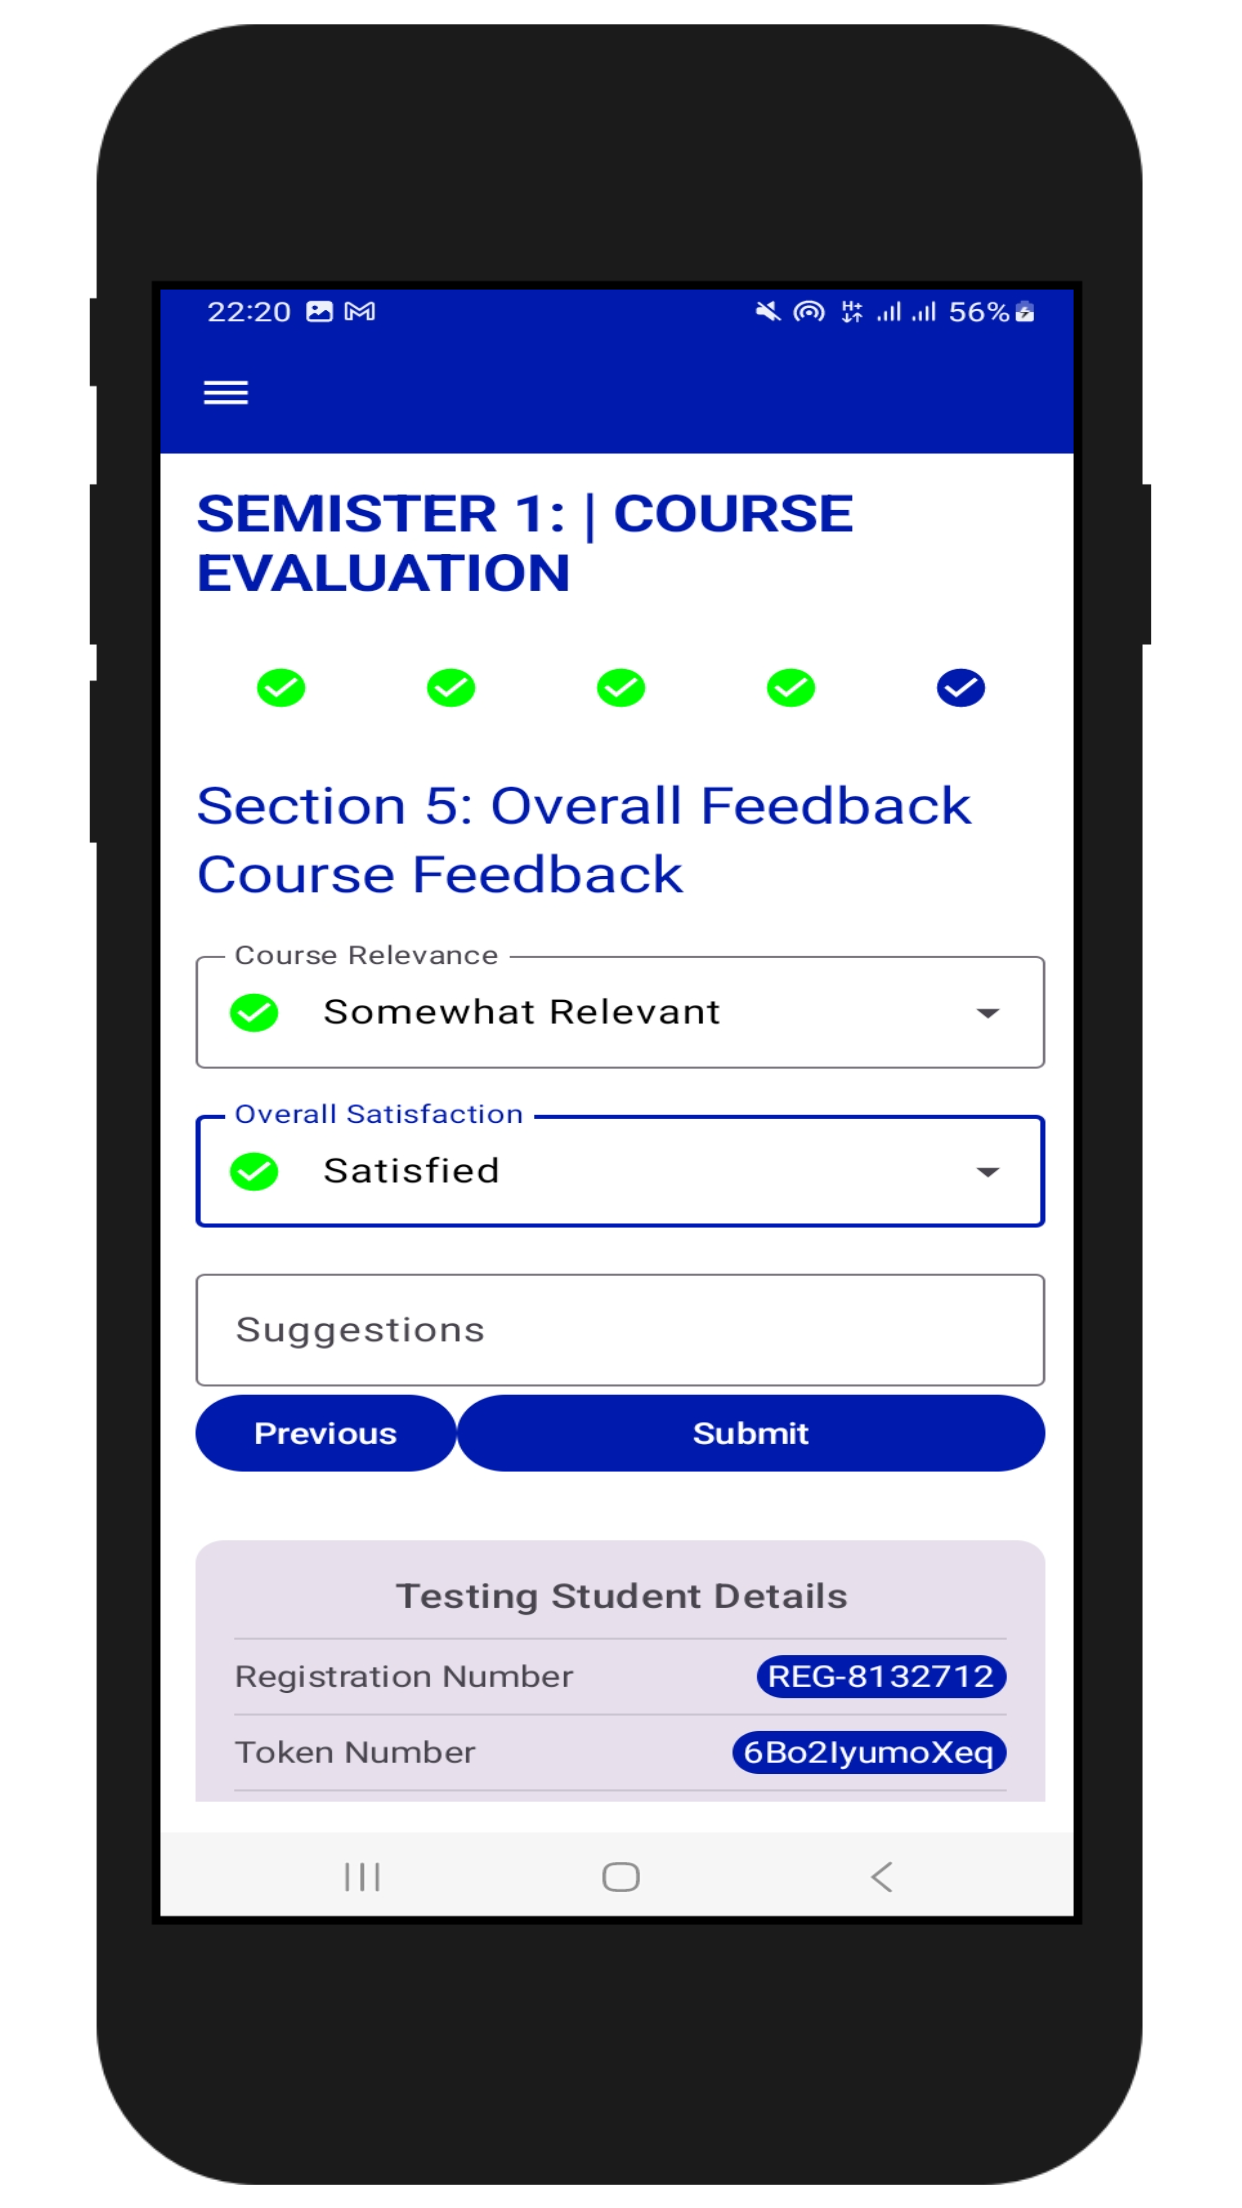 22:20 56%
SEMISTER 1: | COURSE
EVALUATION
Section 5: Overall Feedback
Course Feedback
Course Relevance
Somewhat Relevant
Overall Satisfaction
Satisfied
Suggestions
Previous Submit
Testing Student Details
Registration Number REG-8132712
Token Number 6Bo2IyumoXeq